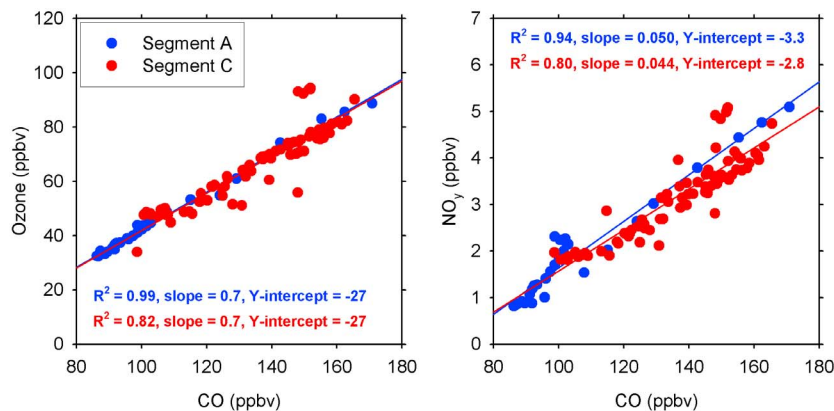 Segment A
Segment C
R² = 0.99, slope = 0.7, Y-intercept = -27
R² = 0.82, slope = 0.7, Y-intercept = -27
Ozone (ppbv)
120
100
80
60
40
20
0
80 100 120 140 160 180
CO (ppbv)
R² = 0.94, slope = 0.050, Y-intercept = -3.3
R² = 0.80, slope = 0.044, Y-intercept = -2.8
NOy (ppbv)
7
6
5
4
3
2
1
0
80 100 120 140 160 180
CO (ppbv)